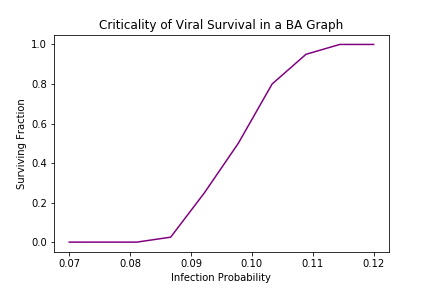 Criticality of Viral Survival in a BA Graph
1.0
0.8
0.6
0.4
0.2
0.0
Surviving Fraction
0.07 0.08 0.09 0.10 0.11 0.12
Infection Probability